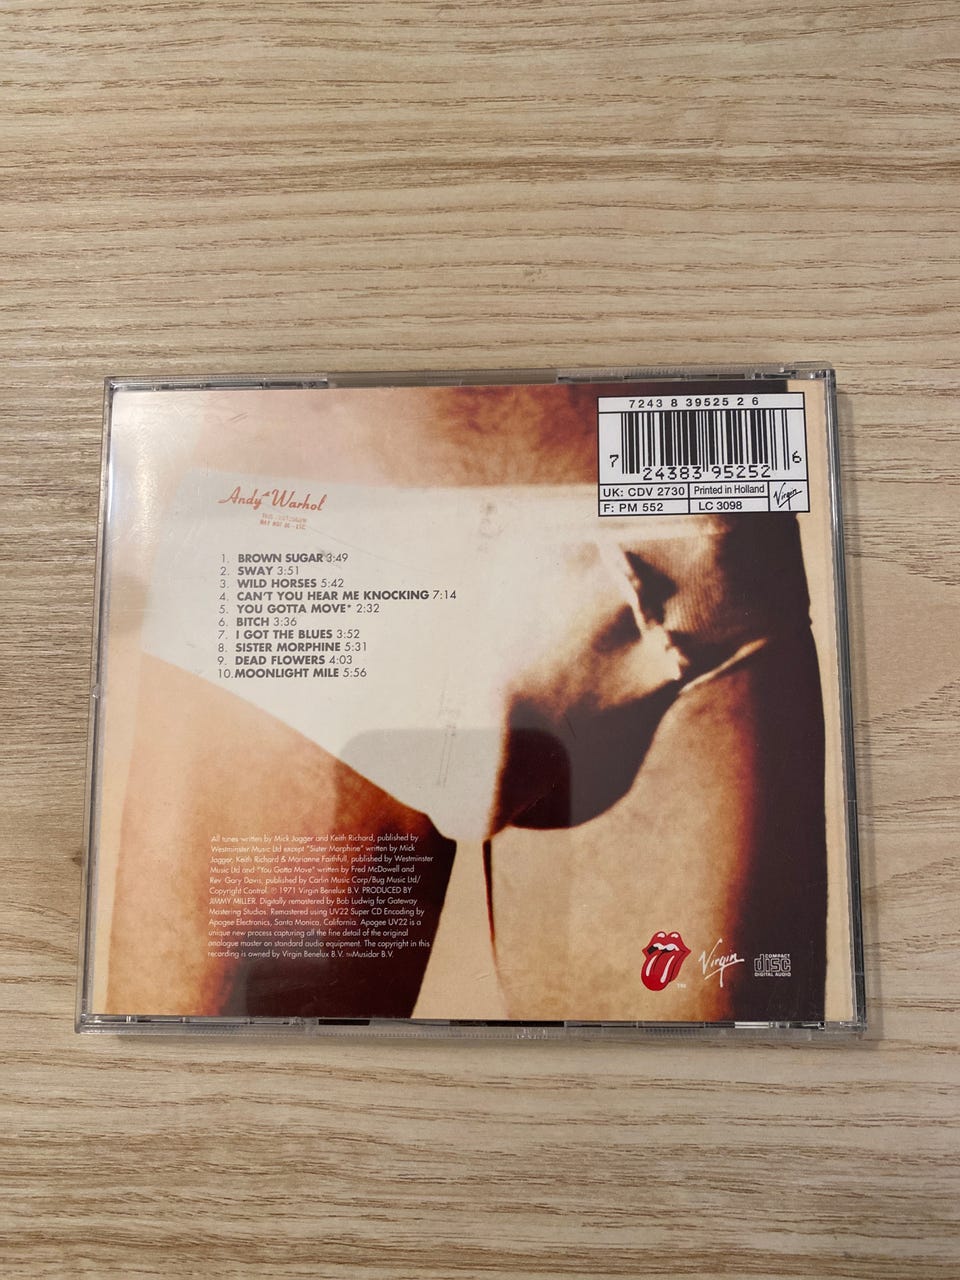 7243 8 39525 2 6
7 24383 95252 6
UK: CDV 2730 Printed in Holland Virgin
F: PM 552 LC 3098
Andy Warhol
1. BROWN SUGAR 3:49
2. SWAY 3:51
3. WILD HORSES 5:42
4. CAN'T YOU HEAR ME KNOCKING 7:14
5. YOU GOTTA MOVE* 2:32
6. BITCH 3:36
7. I GOT THE BLUES 3:52
8. SISTER MORPHINE 5:31
9. DEAD FLOWERS 4:03
10. MOONLIGHT MILE 5:56
All tunes written by Mick Jagger and Keith Richard, published by
Westminster Music Ltd except "Sister Morphine" written by Mick
Jagger, Keith Richard & Marianne Faithfull, published by Westminster
Music Ltd and "You Gotta Move" written by Fred McDowell and
Rev. Gary Davis, published by Carlin Music Corp/Bug Music Ltd/
Copyright Control. ℗ 1971 Virgin Benelux B.V. PRODUCED BY
JIMMY MILLER. Digitally remastered by Bob Ludwig for Gateway
Mastering Studios. Remastered using UV22 Super CD Encoding by
Apogee Electronics, Santa Monica, California. Apogee UV22 is a
unique new process capturing all the fine detail of the original
analogue master on standard audio equipment. The copyright in this
recording is owned by Virgin Benelux B.V. ™Musidor B.V.
TM
Virgin
COMPACT
disc
DIGITAL AUDIO